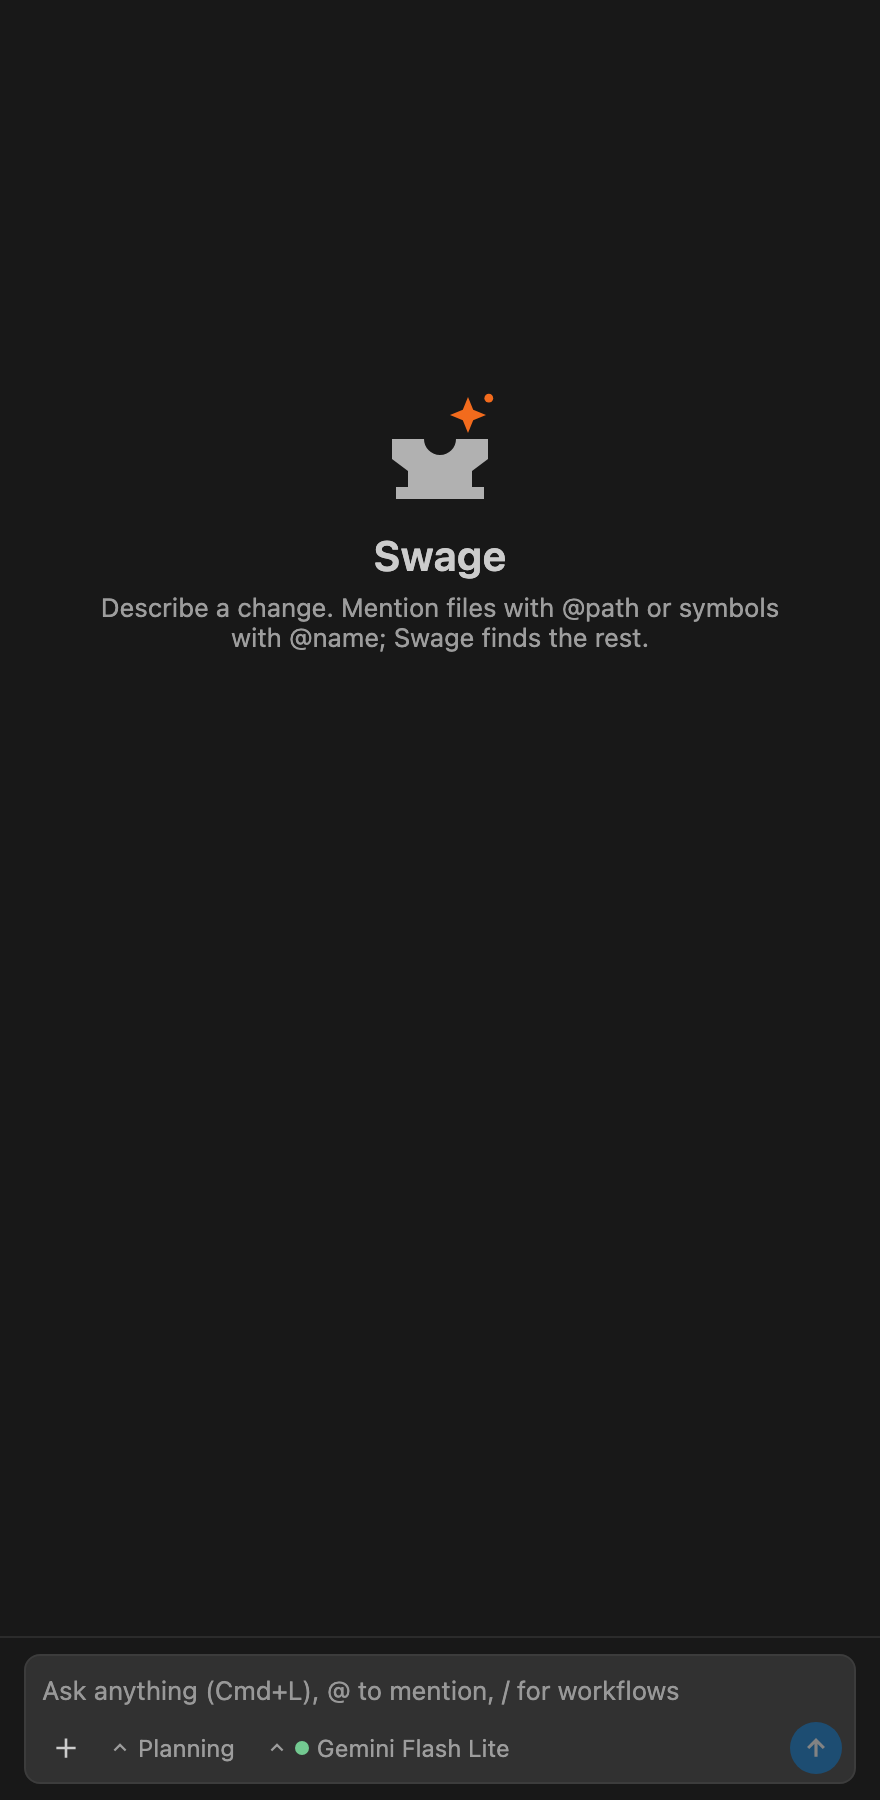 Swage
Describe a change. Mention files with @path or symbols
with @name; Swage finds the rest.
Ask anything (Cmd+L), @ to mention, / for workflows
Planning
Gemini Flash Lite